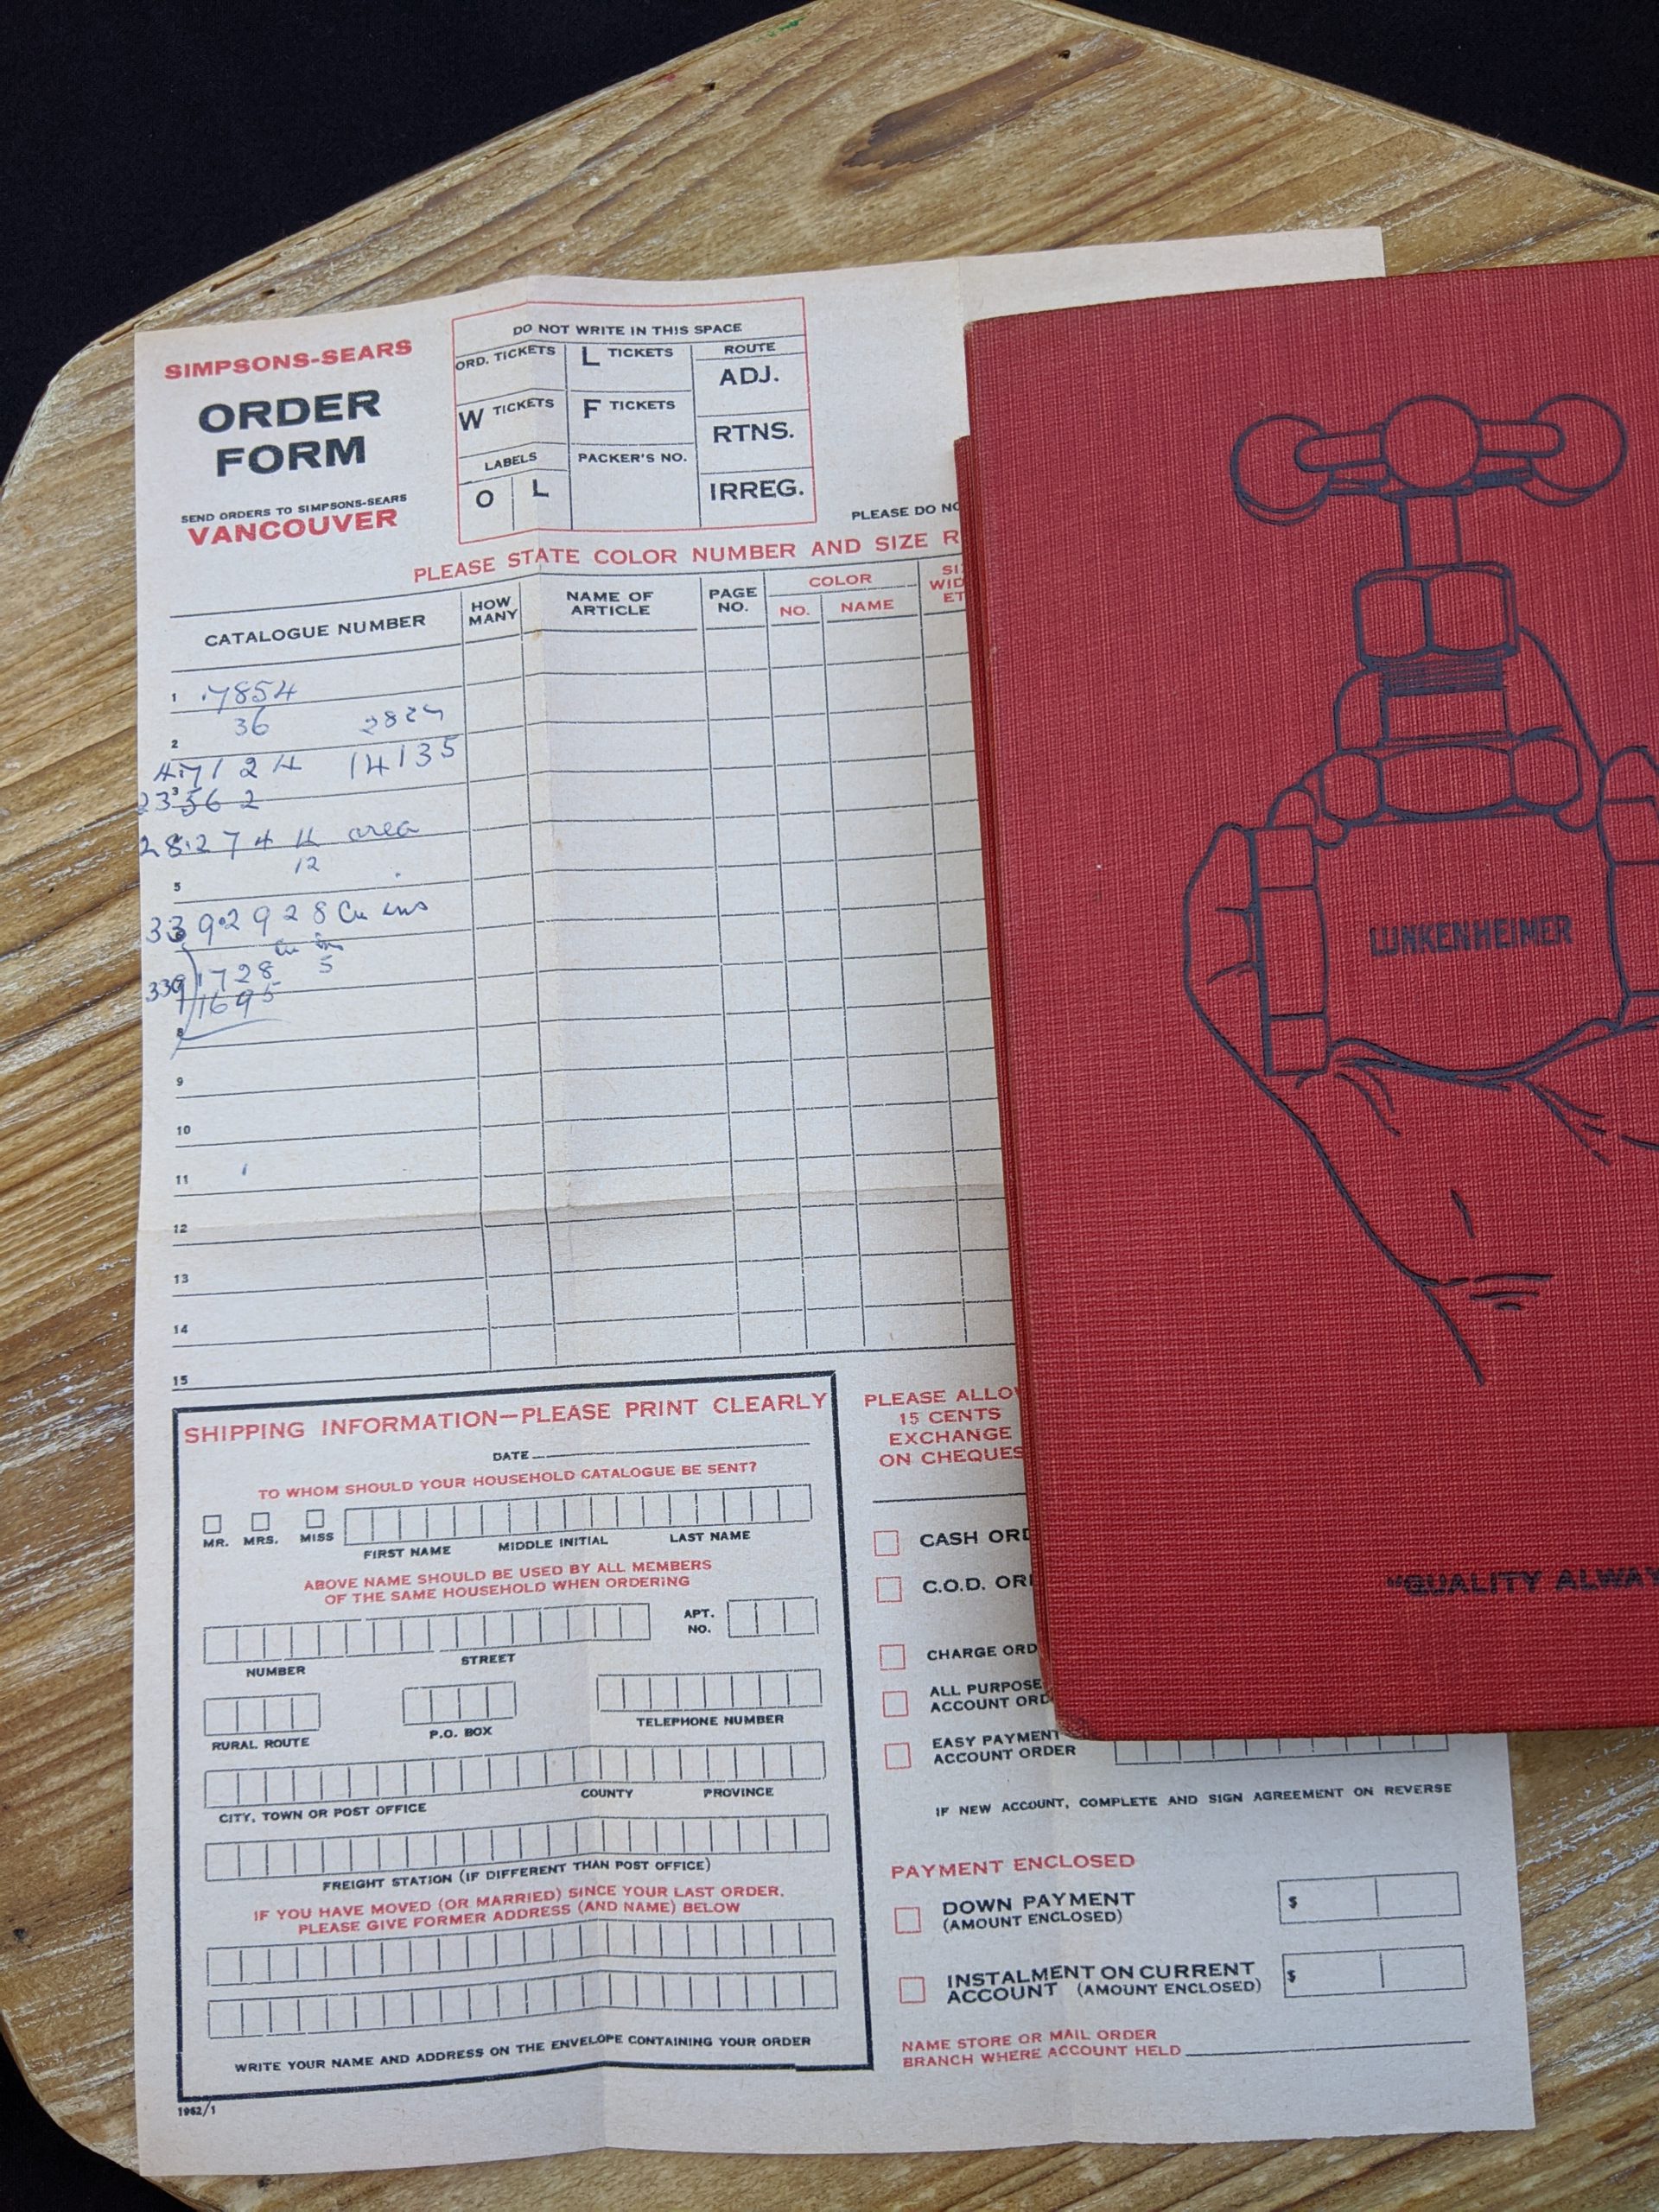 SIMPSONS-SEARS
ORDER
FORM
SEND ORDERS TO SIMPSONS-SEARS
VANCOUVER
DO NOT WRITE IN THIS SPACE
ORD. TICKETS
L TICKETS
ROUTE
ADJ.
W TICKETS
F TICKETS
RTNS.
LABELS
PACKER'S NO.
O L
IRREG.
PLEASE DO
PLEASE STATE COLOR NUMBER AND SIZE
CATALOGUE NUMBER
HOW
MANY
NAME OF
ARTICLE
PAGE
NO.
COLOR
NO.
NAME
1 .7854
36
2
4.7124 14135
3
23562
28.2744 area
12
5
339.2928 Cu ins
Cu in
339)1728 5
1695
8
9
10
11
12
13
14
15
SHIPPING INFORMATION—PLEASE PRINT CLEARLY
DATE
TO WHOM SHOULD YOUR HOUSEHOLD CATALOGUE BE SENT?
MR. MRS. MISS
FIRST NAME MIDDLE INITIAL LAST NAME
ABOVE NAME SHOULD BE USED BY ALL MEMBERS
OF THE SAME HOUSEHOLD WHEN ORDERING
APT.
NO.
NUMBER STREET
RURAL ROUTE P.O. BOX TELEPHONE NUMBER
CITY, TOWN OR POST OFFICE COUNTY PROVINCE
FREIGHT STATION (IF DIFFERENT THAN POST OFFICE)
IF YOU HAVE MOVED (OR MARRIED) SINCE YOUR LAST ORDER,
PLEASE GIVE FORMER ADDRESS (AND NAME) BELOW
WRITE YOUR NAME AND ADDRESS ON THE ENVELOPE CONTAINING YOUR ORDER
1962/1
PLEASE ALLO
15 CENTS
EXCHANGE
ON CHEQUES
CASH ORD
C.O.D. ORD
CHARGE ORD
ALL PURPOSE
ACCOUNT ORD
EASY PAYMENT
ACCOUNT ORDER
IF NEW ACCOUNT, COMPLETE AND SIGN AGREEMENT ON REVERSE
PAYMENT ENCLOSED
DOWN PAYMENT
(AMOUNT ENCLOSED)
$
INSTALMENT ON CURRENT
ACCOUNT (AMOUNT ENCLOSED)
$
NAME STORE OR MAIL ORDER
BRANCH WHERE ACCOUNT HELD
LUNKENHEIMER
"QUALITY ALWAY